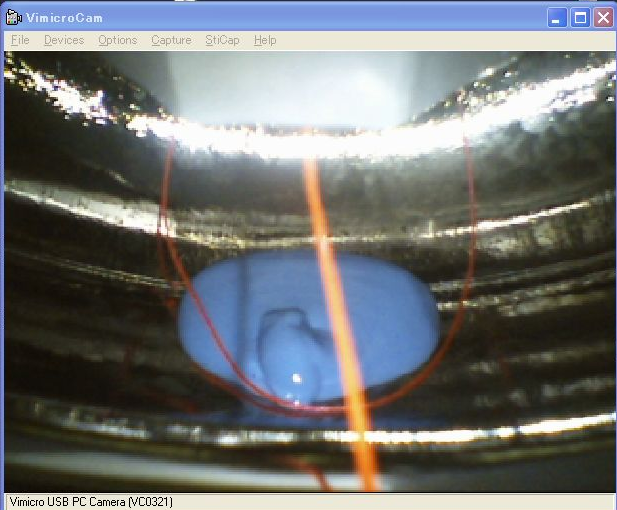 VimicroCam
File Devices Options Capture StiCap Help
Vimicro USB PC Camera (VC0321)